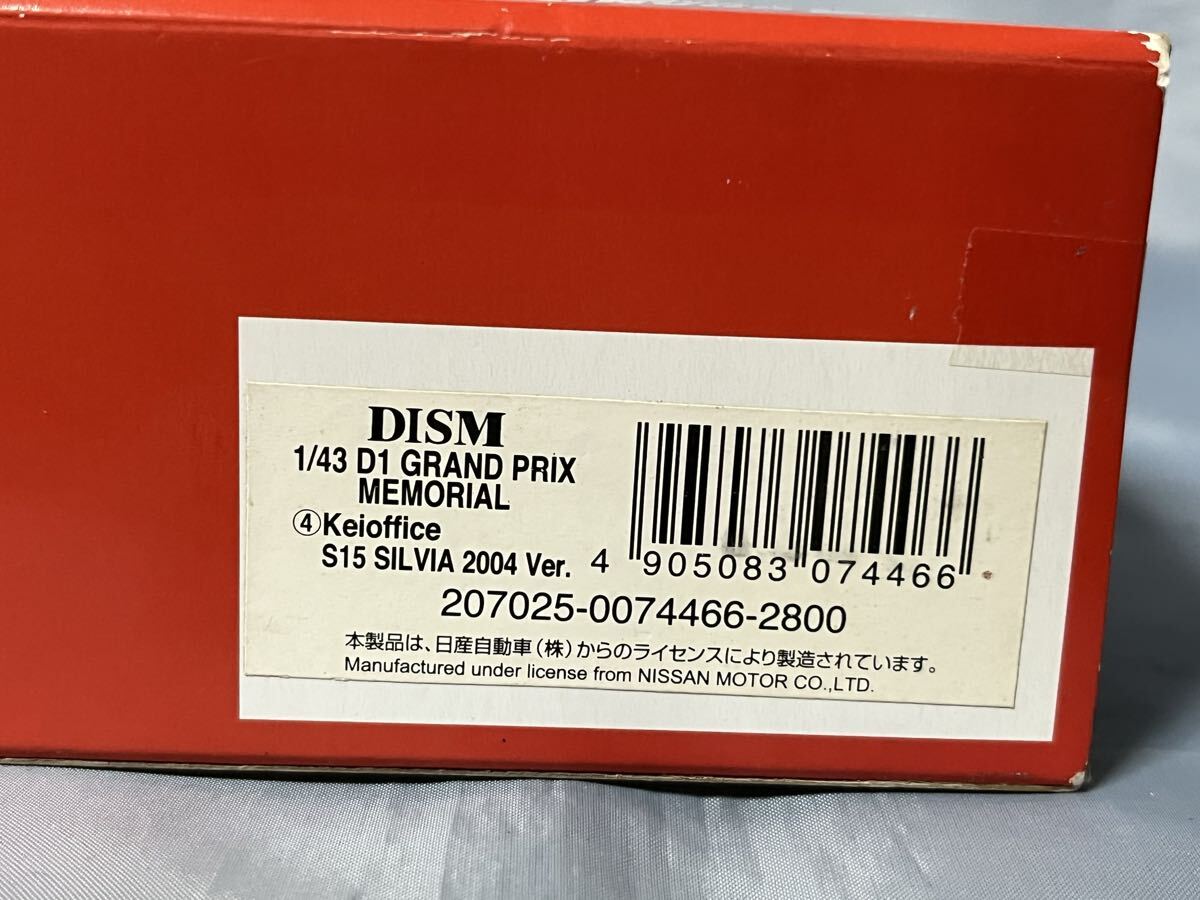 DISM
1/43 D1 GRAND PRIX
MEMORIAL
④Keioffice
S15 SILVIA 2004 Ver.
4 905083 074466
207025-0074466-2800
本製品は、日産自動車（株）からのライセンスにより製造されています。
Manufactured under license from NISSAN MOTOR CO.,LTD.